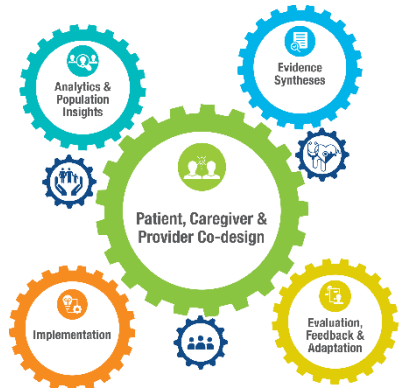 Analytics &
Population
Insights
Evidence
Syntheses
Patient, Caregiver &
Provider Co-design
Implementation
Evaluation,
Feedback &
Adaptation